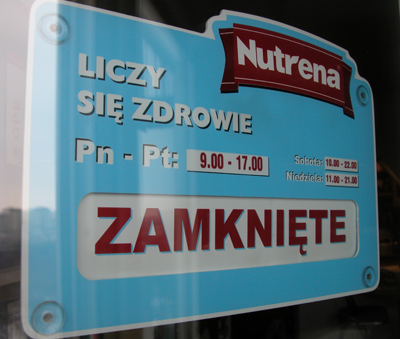 Nutrena
LICZY
SIĘ ZDROWIE
Pn - Pt: 9.00 - 17.00
Sobota: 10.00 - 22.00
Niedziela: 11.00 - 21.00
ZAMKNIĘTE